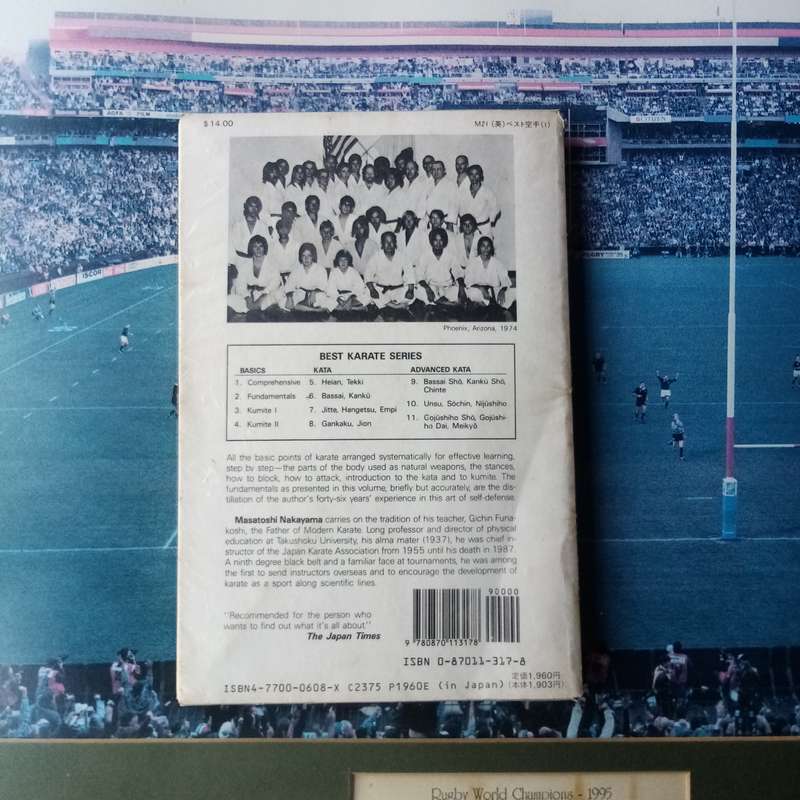 $14.00
M21 (英)ベスト空手(1)
AGFA FILM
ISCOR
Phoenix, Arizona, 1974
BEST KARATE SERIES
BASICS KATA ADVANCED KATA
1. Comprehensive 5. Heian, Tekki 9. Bassai Shō, Kankū Shō,
Chinte
2. Fundamentals 6. Bassai, Kankū
10. Unsu, Sōchin, Nijūshiho
3. Kumite I 7. Jitte, Hangetsu, Empi
11. Gojūshiho Shō, Gojūshi-
4. Kumite II 8. Gankaku, Jion
ho Dai, Meikyō
All the basic points of karate arranged systematically for effective learning,
step by step—the parts of the body used as natural weapons, the stances,
how to block, how to attack, introduction to the kata and to kumite. The
fundamentals as presented in this volume, briefly but accurately, are the dis-
tillation of the author's forty-six years' experience in this art of self-defense.
Masatoshi Nakayama carries on the tradition of his teacher, Gichin Funa-
koshi, the Father of Modern Karate. Long professor and director of physical
education at Takushoku University, his alma mater (1937), he was chief in-
structor of the Japan Karate Association from 1955 until his death in 1987.
A ninth degree black belt and a familiar face at tournaments, he was among
the first to send instructors overseas and to encourage the development of
karate as a sport along scientific lines.
"Recommended for the person who
wants to find out what it's all about"
The Japan Times
90000
9 780870 113178
ISBN 0-87011-317-8
定価1,960円
ISBN4-7700-0608-X C2375 P1960E (in Japan) (本体1,903円)
Rugby World Champions - 1995